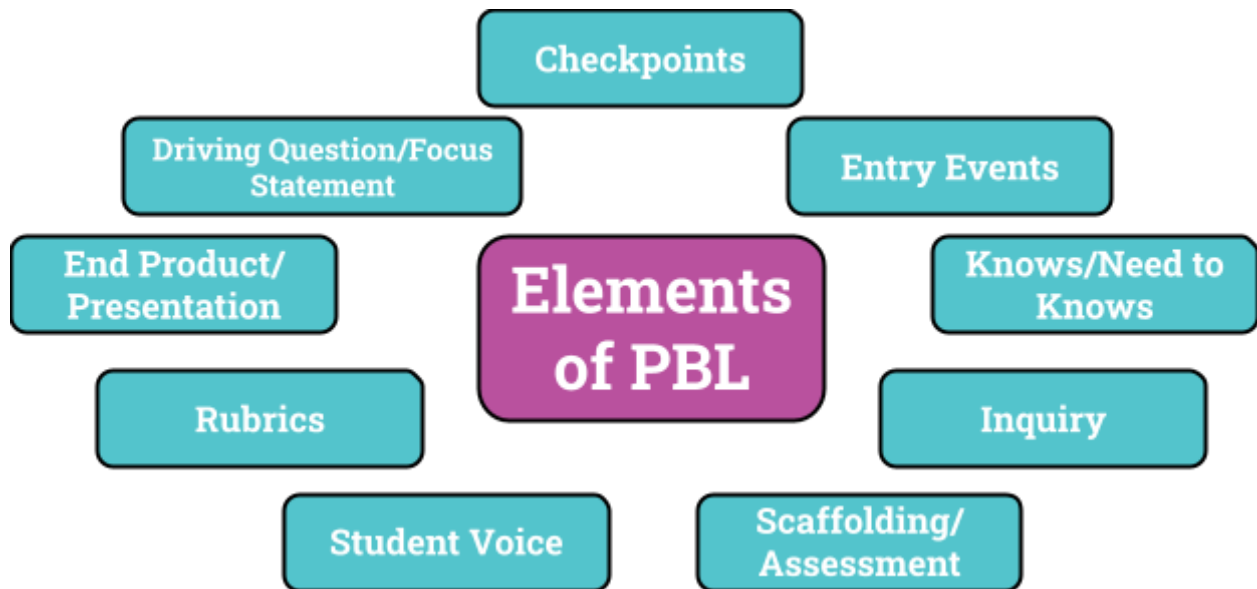 Checkpoints
Driving Question/Focus
Statement
Entry Events
End Product/
Presentation
Elements
of PBL
Knows/Need to
Knows
Rubrics
Inquiry
Student Voice
Scaffolding/
Assessment